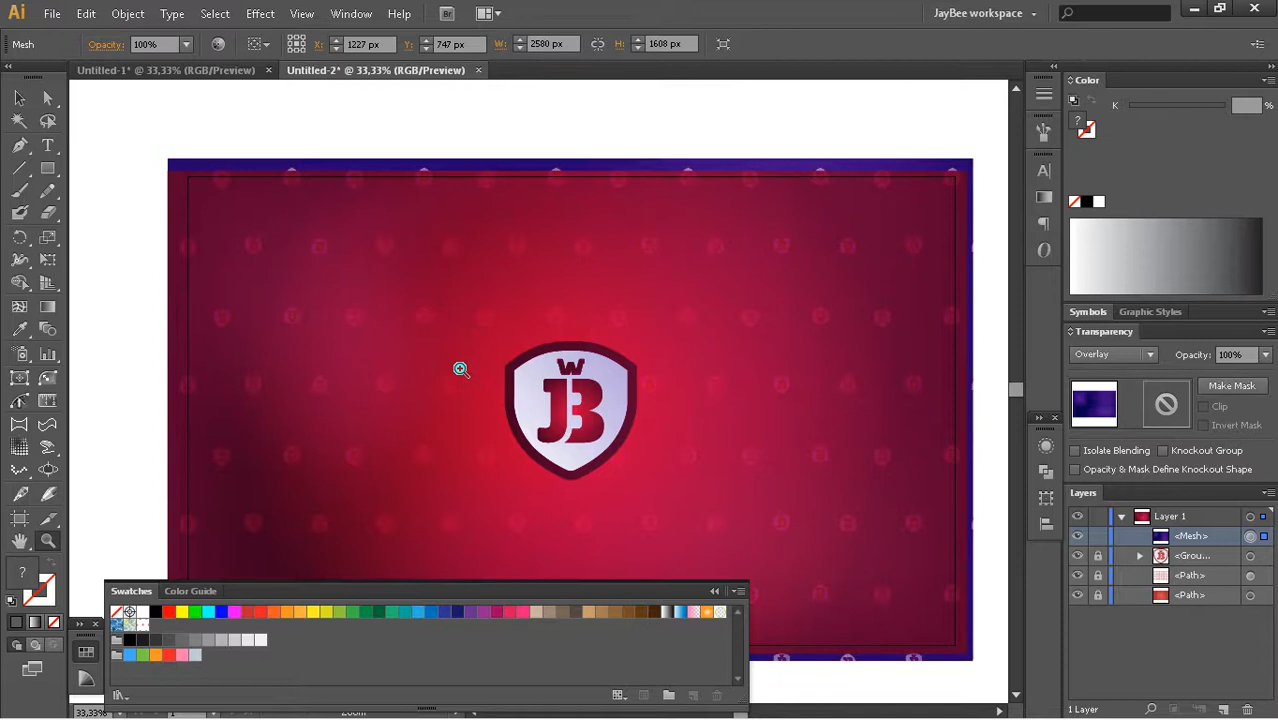 Ai File Edit Object Type Select Effect View Window Help Br JayBee workspace
Mesh Opacity: 100% X: 1227 px Y: 747 px W: 2580 px H: 1608 px
Untitled-1* @ 33,33% (RGB/Preview) × Untitled-2* @ 33,33% (RGB/Preview) ×
Color
K %
W
JB
Symbols Graphic Styles
Transparency
Overlay Opacity: 100%
Make Mask
Clip
Invert Mask
Isolate Blending Knockout Group
Opacity & Mask Define Knockout Shape
Layers
Layer 1
<Mesh>
<Grou...
<Path>
<Path>
Swatches Color Guide
33,33% 1 Zoom
1 Layer